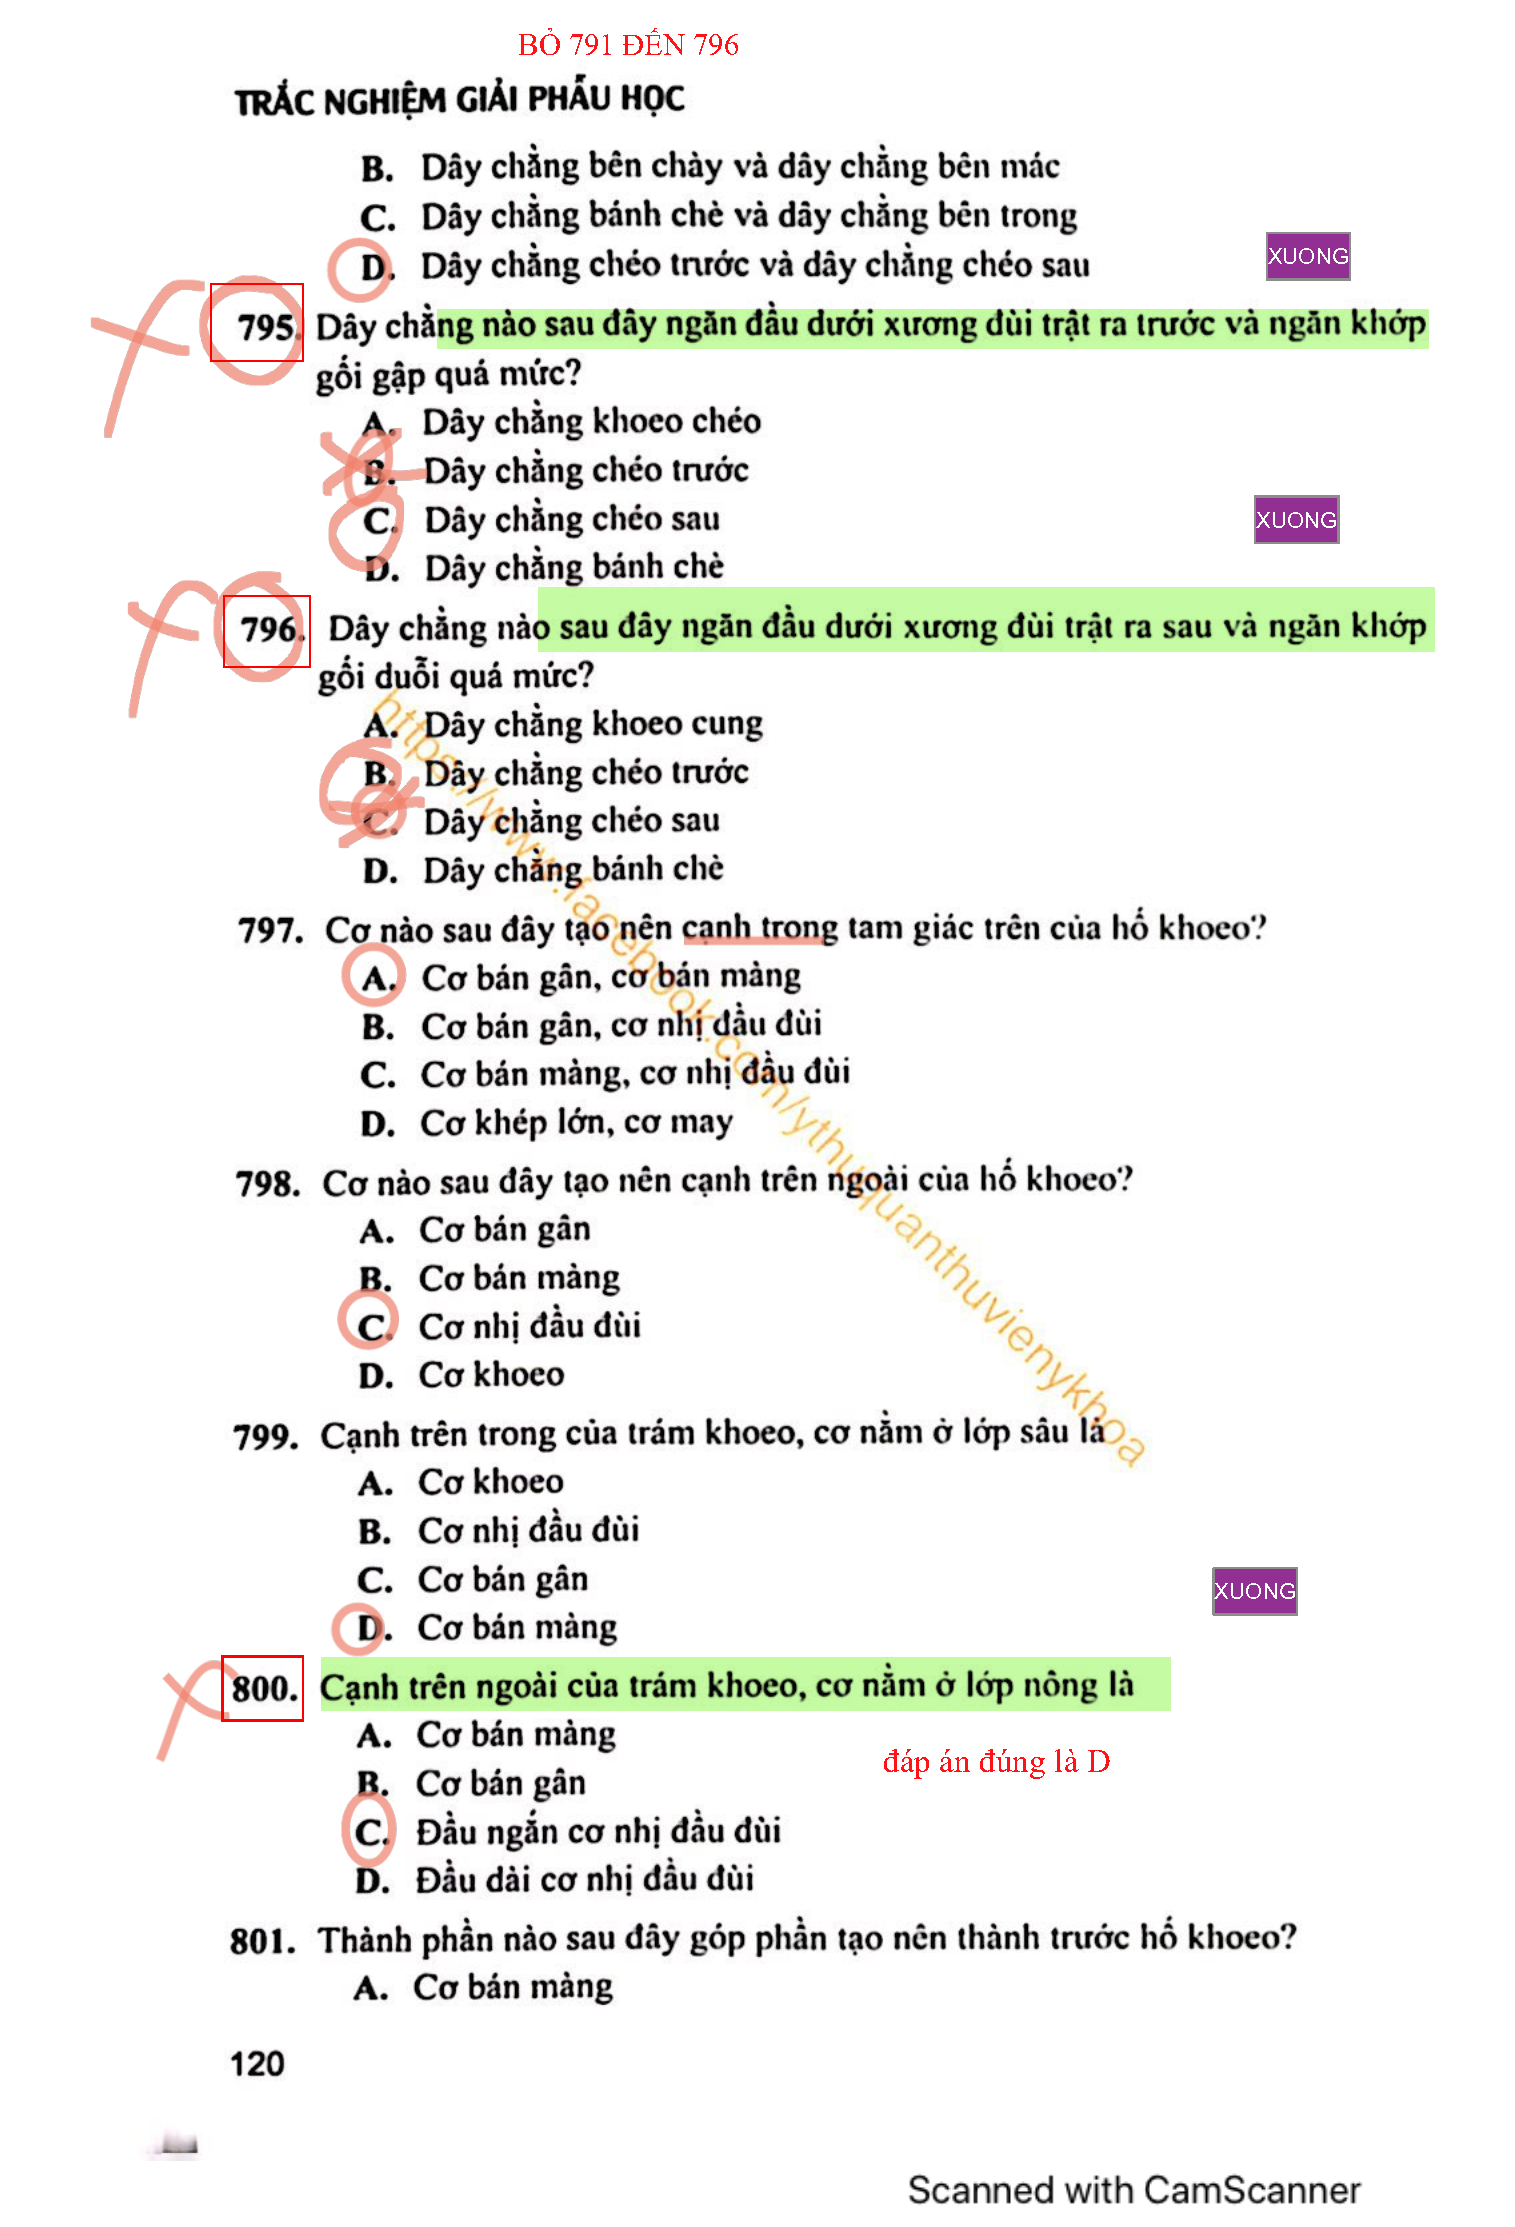 BỎ 791 ĐẾN 796
TRẮC NGHIỆM GIẢI PHẪU HỌC
B. Dây chằng bên chày và dây chằng bên mác
C. Dây chằng bánh chè và dây chằng bên trong
D. Dây chằng chéo trước và dây chằng chéo sau
XUONG
795. Dây chằng nào sau đây ngăn đầu dưới xương đùi trật ra trước và ngăn khớp
gối gập quá mức?
A. Dây chằng khoeo chéo
B. Dây chằng chéo trước
C. Dây chằng chéo sau
XUONG
D. Dây chằng bánh chè
796. Dây chằng nào sau đây ngăn đầu dưới xương đùi trật ra sau và ngăn khớp
gối duỗi quá mức?
A. Dây chằng khoeo cung
B. Dây chằng chéo trước
C. Dây chằng chéo sau
D. Dây chằng bánh chè
797. Cơ nào sau đây tạo nên cạnh trong tam giác trên của hố khoeo?
A. Cơ bán gân, cơ bán màng
B. Cơ bán gân, cơ nhị đầu đùi
C. Cơ bán màng, cơ nhị đầu đùi
D. Cơ khép lớn, cơ may
798. Cơ nào sau đây tạo nên cạnh trên ngoài của hố khoeo?
A. Cơ bán gân
B. Cơ bán màng
C. Cơ nhị đầu đùi
D. Cơ khoeo
https://www.facebook.com/ythuquanthuvienykhoa
799. Cạnh trên trong của trám khoeo, cơ nằm ở lớp sâu là
A. Cơ khoeo
B. Cơ nhị đầu đùi
C. Cơ bán gân
XUONG
D. Cơ bán màng
800. Cạnh trên ngoài của trám khoeo, cơ nằm ở lớp nông là
A. Cơ bán màng
đáp án đúng là D
B. Cơ bán gân
C. Đầu ngắn cơ nhị đầu đùi
D. Đầu dài cơ nhị đầu đùi
801. Thành phần nào sau đây góp phần tạo nên thành trước hố khoeo?
A. Cơ bán màng
120
Scanned with CamScanner